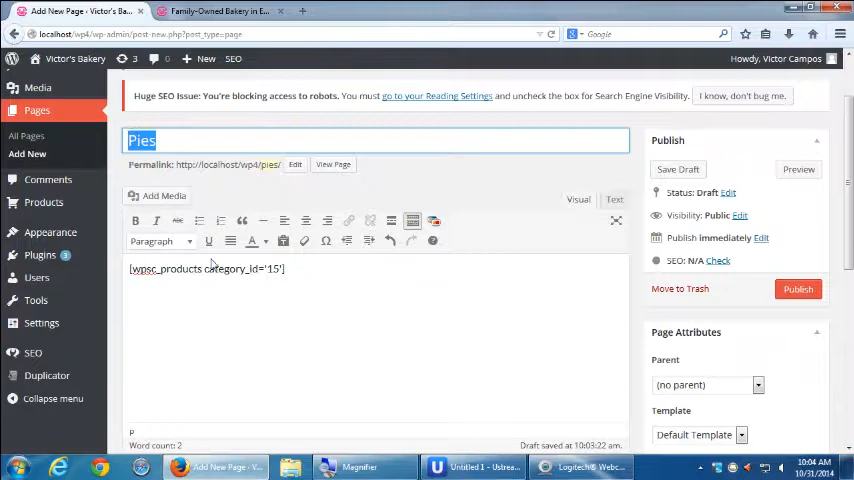 Add New Page ‹ Victor's Bakery...
Family-Owned Bakery in E...
localhost/wp4/wp-admin/post-new.php?post_type=page
Google
Victor's Bakery
3
0
New
SEO
Howdy, Victor Campos
Media
Pages
All Pages
Add New
Comments
Products
Appearance
Plugins 3
Users
Tools
Settings
SEO
Duplicator
Collapse menu
Huge SEO Issue: You're blocking access to robots. You must go to your Reading Settings and uncheck the box for Search Engine Visibility.
I know, don't bug me.
Pies
Permalink: http://localhost/wp4/pies/
Edit
View Page
Add Media
Visual
Text
B I ABC
Paragraph
U A Ω ?
[wpsc_products category_id='15']
P
Word count: 2
Draft saved at 10:03:22 am.
Publish
Save Draft
Preview
Status: Draft Edit
Visibility: Public Edit
Publish immediately Edit
SEO: N/A Check
Move to Trash
Publish
Page Attributes
Parent
(no parent)
Template
Default Template
Add New Page ‹ Vict...
Magnifier
Untitled 1 - Ustrea...
Logitech® Webc...
10:04 AM
10/31/2014